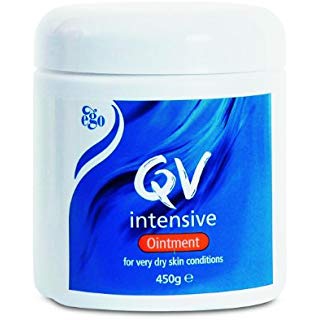 ego
QV
intensive
Ointment
for very dry skin conditions
450g ℮